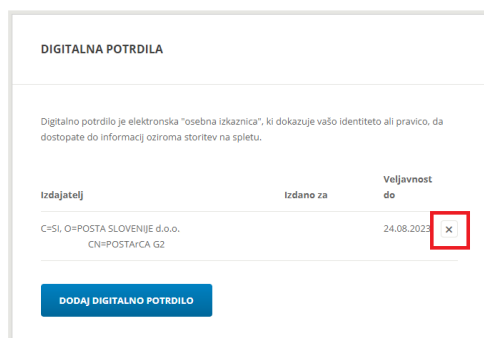 DIGITALNA POTRDILA
Digitalno potrdilo je elektronska "osebna izkaznica", ki dokazuje vašo identiteto ali pravico, da
dostopate do informacij oziroma storitev na spletu.
Izdajatelj Izdano za Veljavnost do
C=SI, O=POSTA SLOVENIJE d.o.o. 24.08.2023 ×
CN=POSTArCA G2
DODAJ DIGITALNO POTRDILO